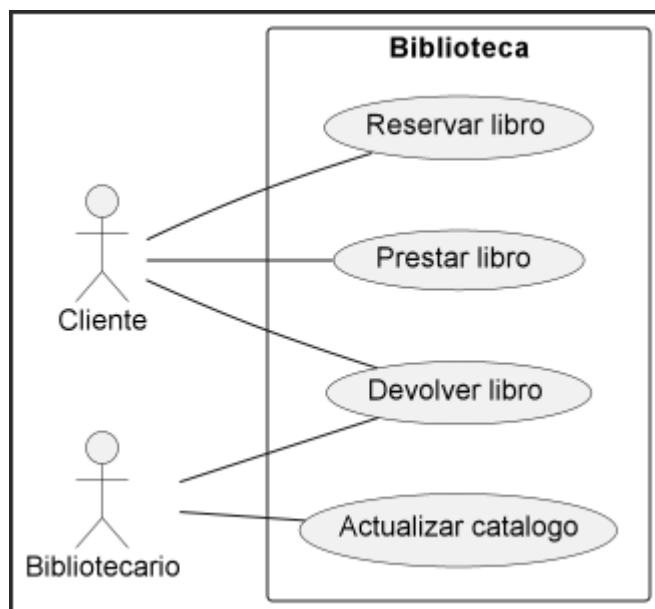 Biblioteca
Reservar libro
Prestar libro
Cliente
Devolver libro
Actualizar catalogo
Bibliotecario